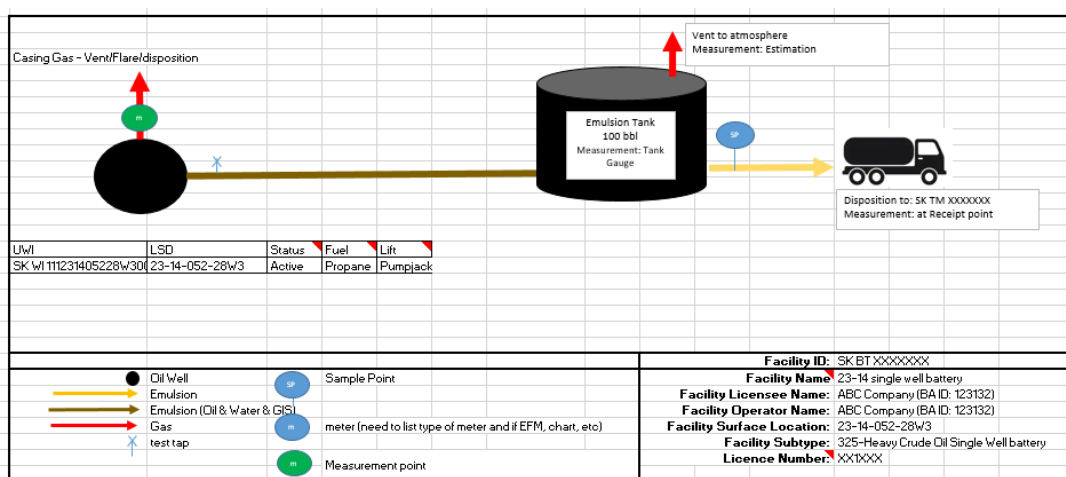 Vent to atmosphere
Measurement: Estimation
Casing Gas - Vent/Flare/disposition
m
Emulsion Tank
100 bbl
Measurement: Tank
Gauge
SP
Disposition to: SK TM XXXXXXX
Measurement: at Receipt point
UWI LSD Status Fuel Lift
SK WI 111231405228W300 23-14-052-28W3 Active Propane Pumpjack
Facility ID: SK BT XXXXXXX
Oil Well SP Sample Point Facility Name 23-14 single well battery
Emulsion Facility Licensee Name: ABC Company (BA ID: 123132)
Emulsion (Oil & Water & GIS) Facility Operator Name: ABC Company (BA ID: 123132)
Gas m meter (need to list type of meter and if EFM, chart, etc) Facility Surface Location: 23-14-052-28W3
test tap Facility Subtype: 325-Heavy Crude Oil Single Well battery
m Measurement point Licence Number: XX1XXX